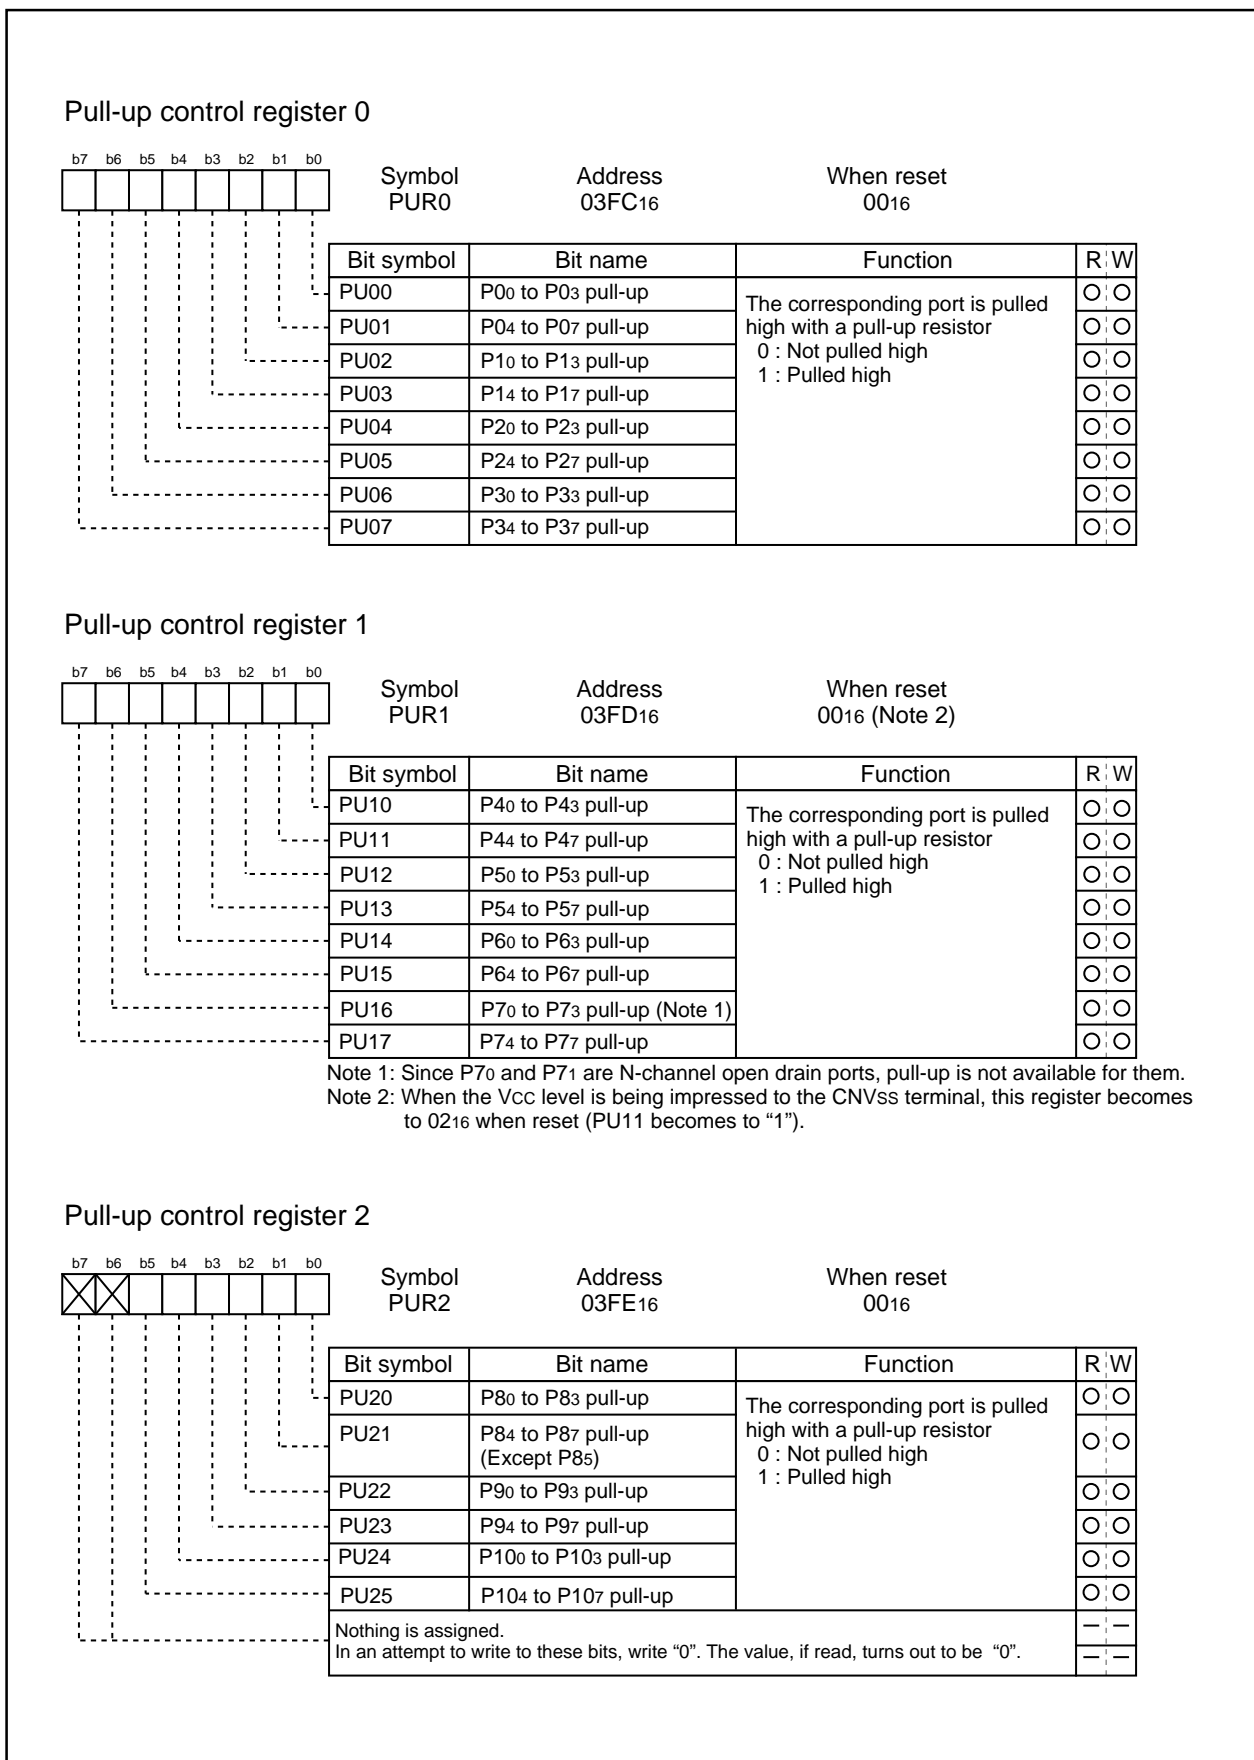 Pull-up control register 0
b7 b6 b5 b4 b3 b2 b1 b0
Symbol Address When reset
PUR0 03FC16 0016
Bit symbol Bit name Function R W
PU00 P00 to P03 pull-up The corresponding port is pulled
PU01 P04 to P07 pull-up high with a pull-up resistor
PU02 P10 to P13 pull-up 0 : Not pulled high
PU03 P14 to P17 pull-up 1 : Pulled high
PU04 P20 to P23 pull-up
PU05 P24 to P27 pull-up
PU06 P30 to P33 pull-up
PU07 P34 to P37 pull-up
Pull-up control register 1
b7 b6 b5 b4 b3 b2 b1 b0
Symbol Address When reset
PUR1 03FD16 0016 (Note 2)
Bit symbol Bit name Function R W
PU10 P40 to P43 pull-up The corresponding port is pulled
PU11 P44 to P47 pull-up high with a pull-up resistor
PU12 P50 to P53 pull-up 0 : Not pulled high
PU13 P54 to P57 pull-up 1 : Pulled high
PU14 P60 to P63 pull-up
PU15 P64 to P67 pull-up
PU16 P70 to P73 pull-up (Note 1)
PU17 P74 to P77 pull-up
Note 1: Since P70 and P71 are N-channel open drain ports, pull-up is not available for them.
Note 2: When the VCC level is being impressed to the CNVSS terminal, this register becomes
to 0216 when reset (PU11 becomes to “1”).
Pull-up control register 2
b7 b6 b5 b4 b3 b2 b1 b0
Symbol Address When reset
PUR2 03FE16 0016
Bit symbol Bit name Function R W
PU20 P80 to P83 pull-up The corresponding port is pulled
PU21 P84 to P87 pull-up high with a pull-up resistor
(Except P85) 0 : Not pulled high
PU22 P90 to P93 pull-up 1 : Pulled high
PU23 P94 to P97 pull-up
PU24 P100 to P103 pull-up
PU25 P104 to P107 pull-up
Nothing is assigned.
In an attempt to write to these bits, write “0”. The value, if read, turns out to be “0”.